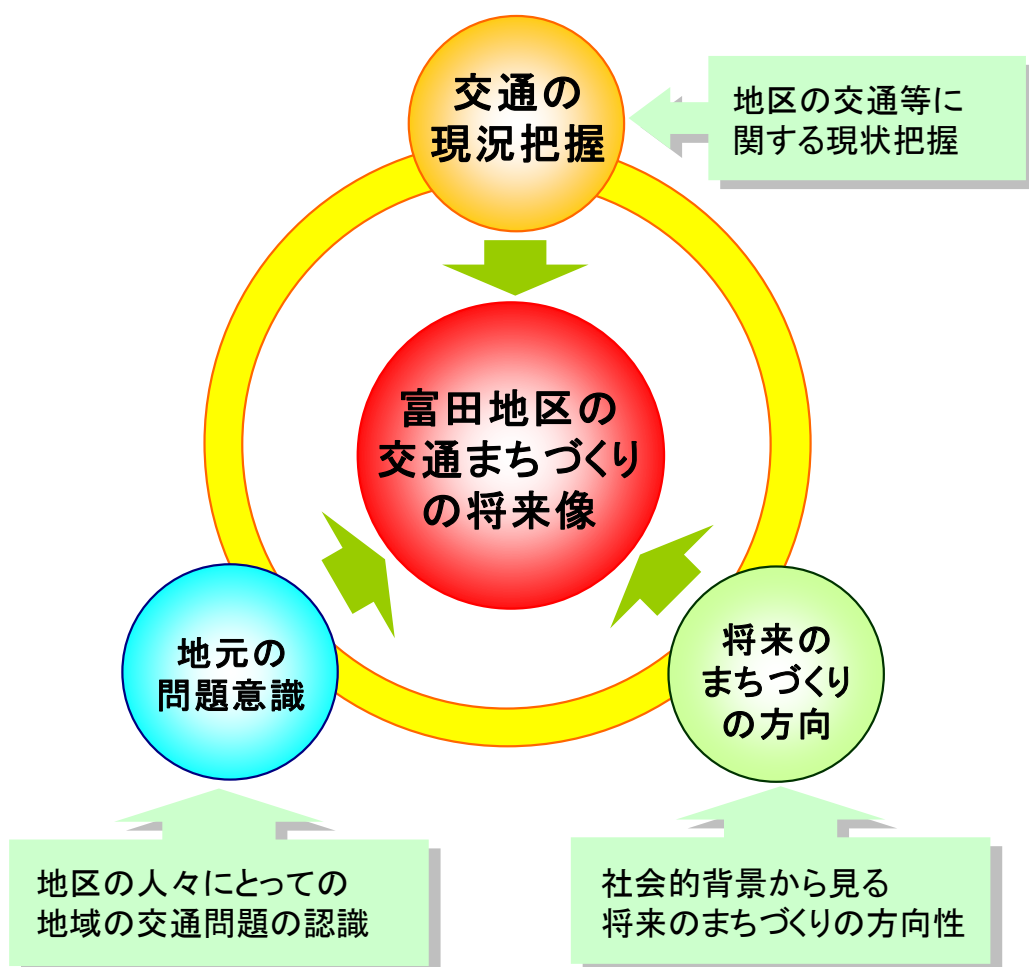 交通の
現況把握
地区の交通等に
関する現状把握
富田地区の
交通まちづくり
の将来像
地元の
問題意識
将来の
まちづくり
の方向
地区の人々にとっての
地域の交通問題の認識
社会的背景から見る
将来のまちづくりの方向性